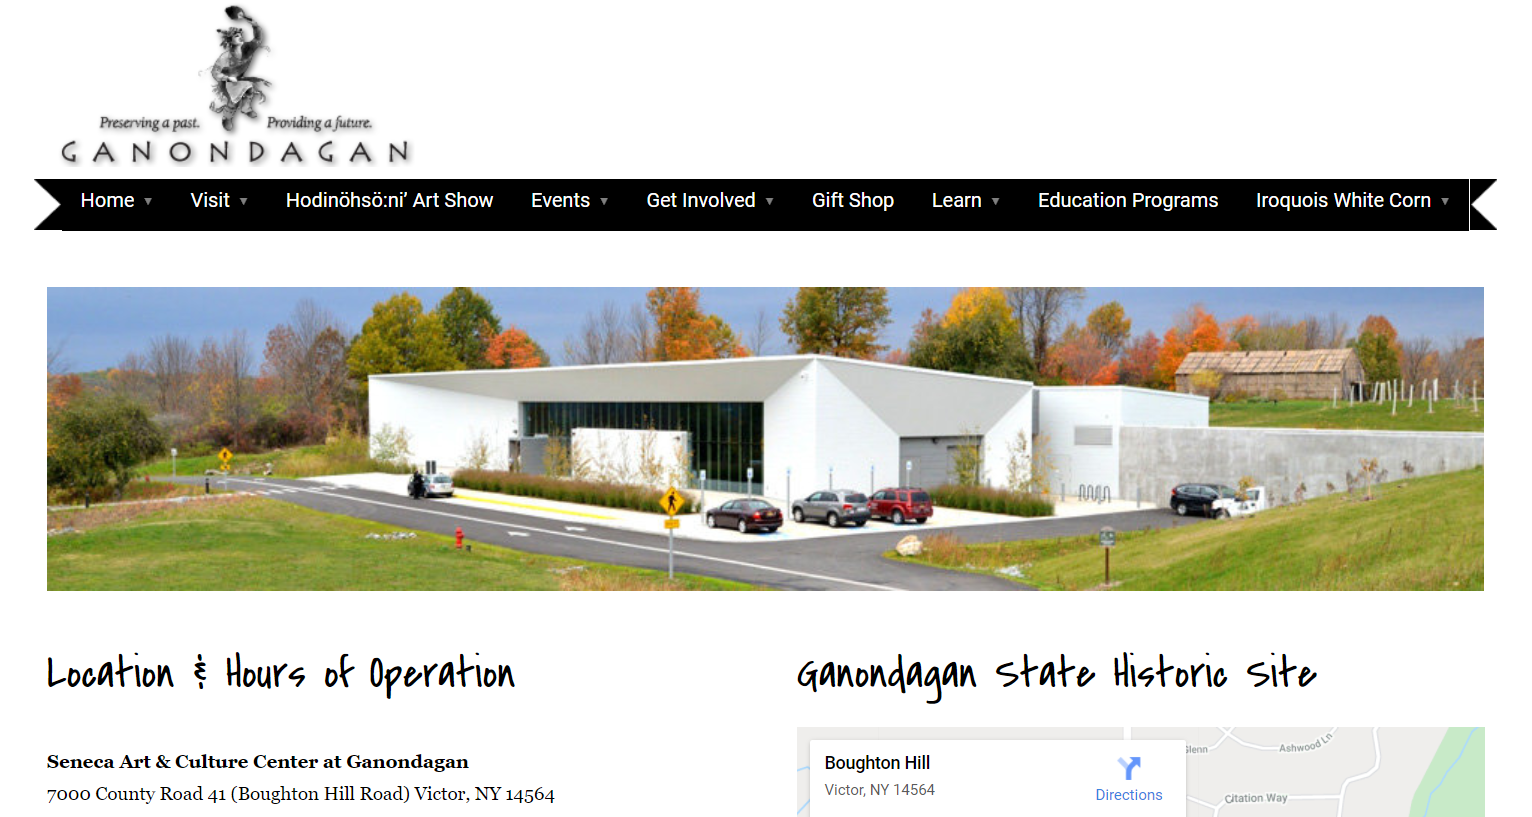 Preserving a past. Providing a future.
GANONDAGAN
Home ▼ Visit ▼ Hodinöhsö:ni’ Art Show Events ▼ Get Involved ▼ Gift Shop Learn ▼ Education Programs Iroquois White Corn ▼
Location & Hours of Operation
Seneca Art & Culture Center at Ganondagan
7000 County Road 41 (Boughton Hill Road) Victor, NY 14564
Ganondagan State Historic Site
Boughton Hill
Victor, NY 14564
Directions
Glenn
Ashwood Ln
Citation Way